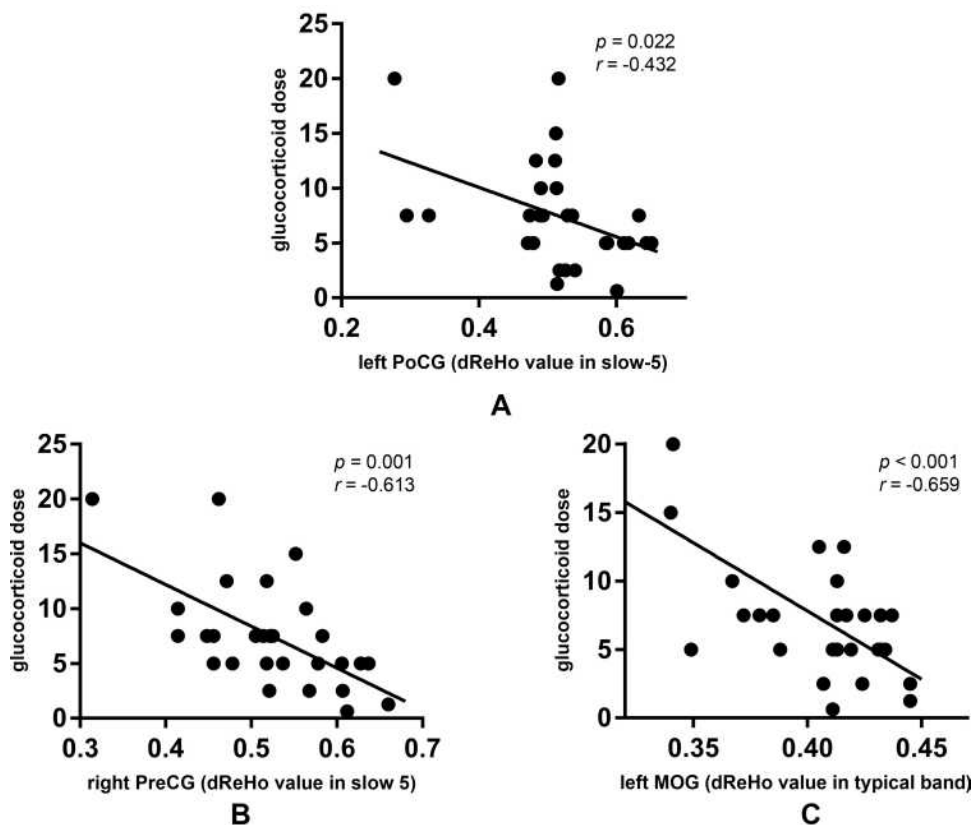 25
20
15
10
5
0
glucocorticoid dose
p = 0.022
r = -0.432
0.2 0.4 0.6
left PoCG (dReHo value in slow-5)
A
25
20
15
10
5
0
glucocorticoid dose
p = 0.001
r = -0.613
0.3 0.4 0.5 0.6 0.7
right PreCG (dReHo value in slow 5)
B
20
15
10
5
0
glucocorticoid dose
p < 0.001
r = -0.659
0.35 0.40 0.45
left MOG (dReHo value in typical band)
C